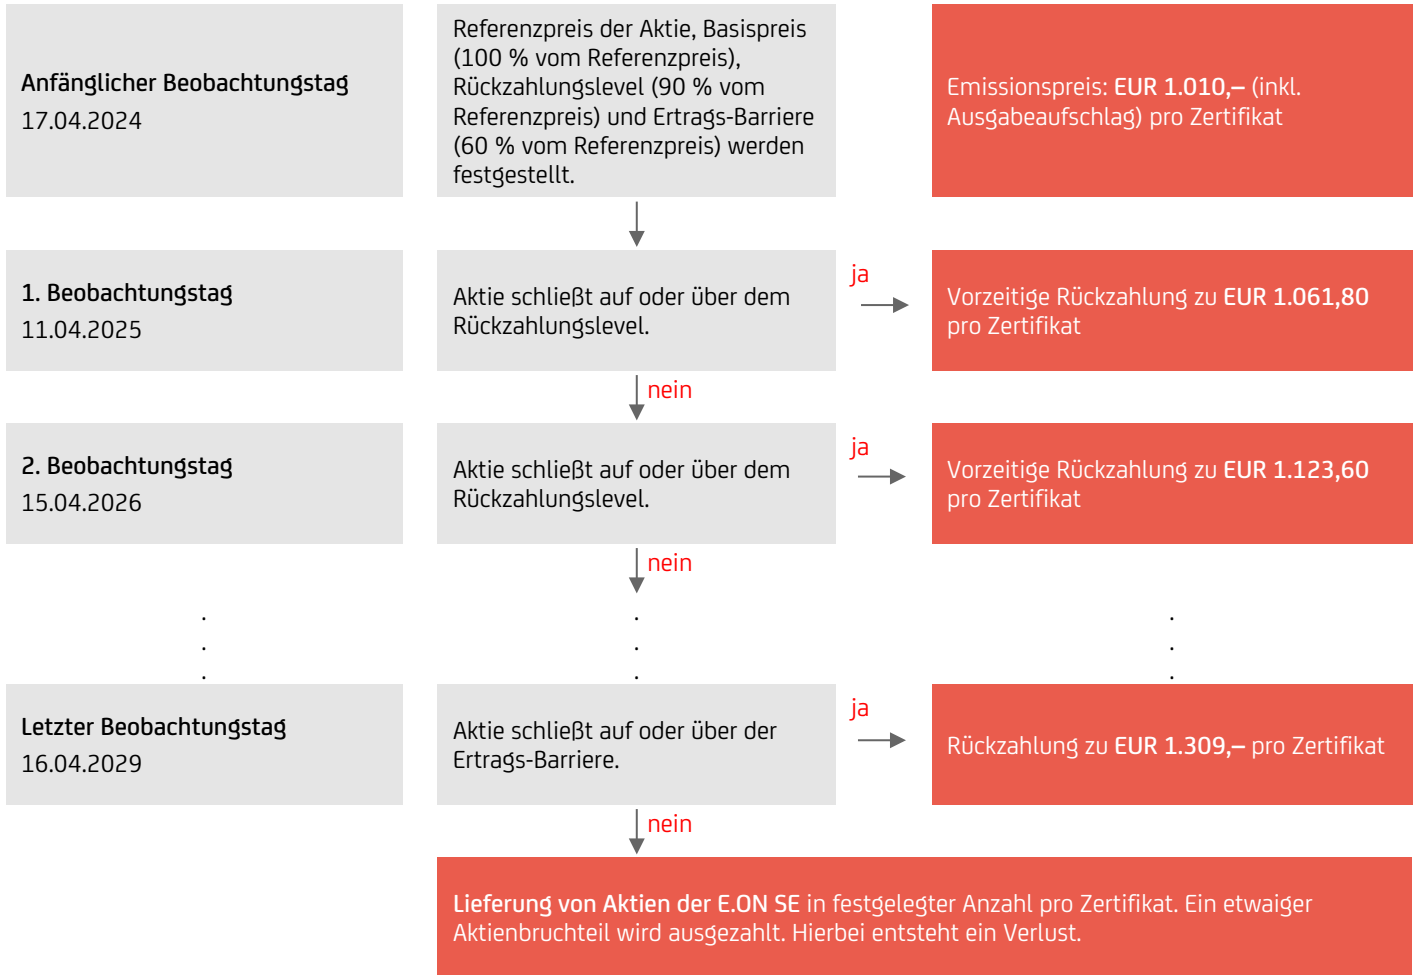 Anfänglicher Beobachtungstag
17.04.2024
Referenzpreis der Aktie, Basispreis
(100 % vom Referenzpreis),
Rückzahlungslevel (90 % vom
Referenzpreis) und Ertrags-Barriere
(60 % vom Referenzpreis) werden
festgestellt.
Emissionspreis: EUR 1.010,– (inkl.
Ausgabeaufschlag) pro Zertifikat
1. Beobachtungstag
11.04.2025
Aktie schließt auf oder über dem
Rückzahlungslevel.
ja
Vorzeitige Rückzahlung zu EUR 1.061,80
pro Zertifikat
nein
2. Beobachtungstag
15.04.2026
Aktie schließt auf oder über dem
Rückzahlungslevel.
ja
Vorzeitige Rückzahlung zu EUR 1.123,60
pro Zertifikat
nein
. . .
. . .
. . .
Letzter Beobachtungstag
16.04.2029
Aktie schließt auf oder über der
Ertrags-Barriere.
ja
Rückzahlung zu EUR 1.309,– pro Zertifikat
nein
Lieferung von Aktien der E.ON SE in festgelegter Anzahl pro Zertifikat. Ein etwaiger
Aktienbruchteil wird ausgezahlt. Hierbei entsteht ein Verlust.